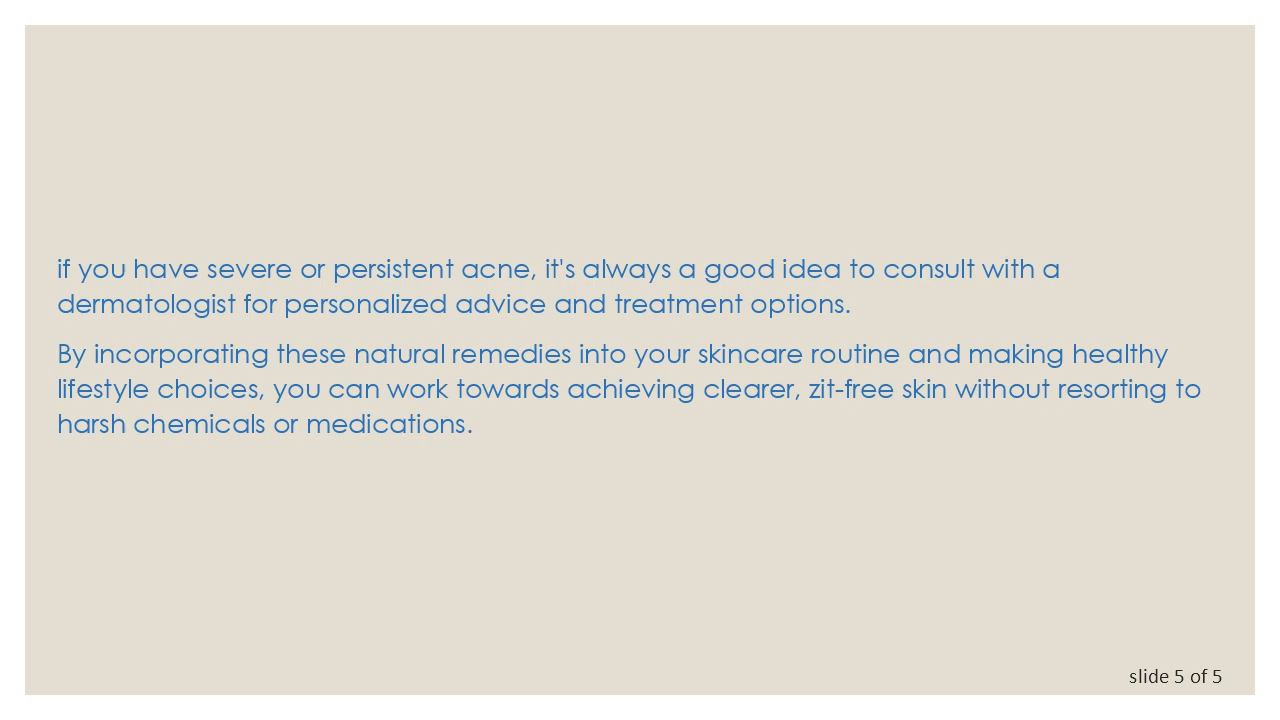 if you have severe or persistent acne, it's always a good idea to consult with a
dermatologist for personalized advice and treatment options.
By incorporating these natural remedies into your skincare routine and making healthy
lifestyle choices, you can work towards achieving clearer, zit-free skin without resorting to
harsh chemicals or medications.
slide 5 of 5